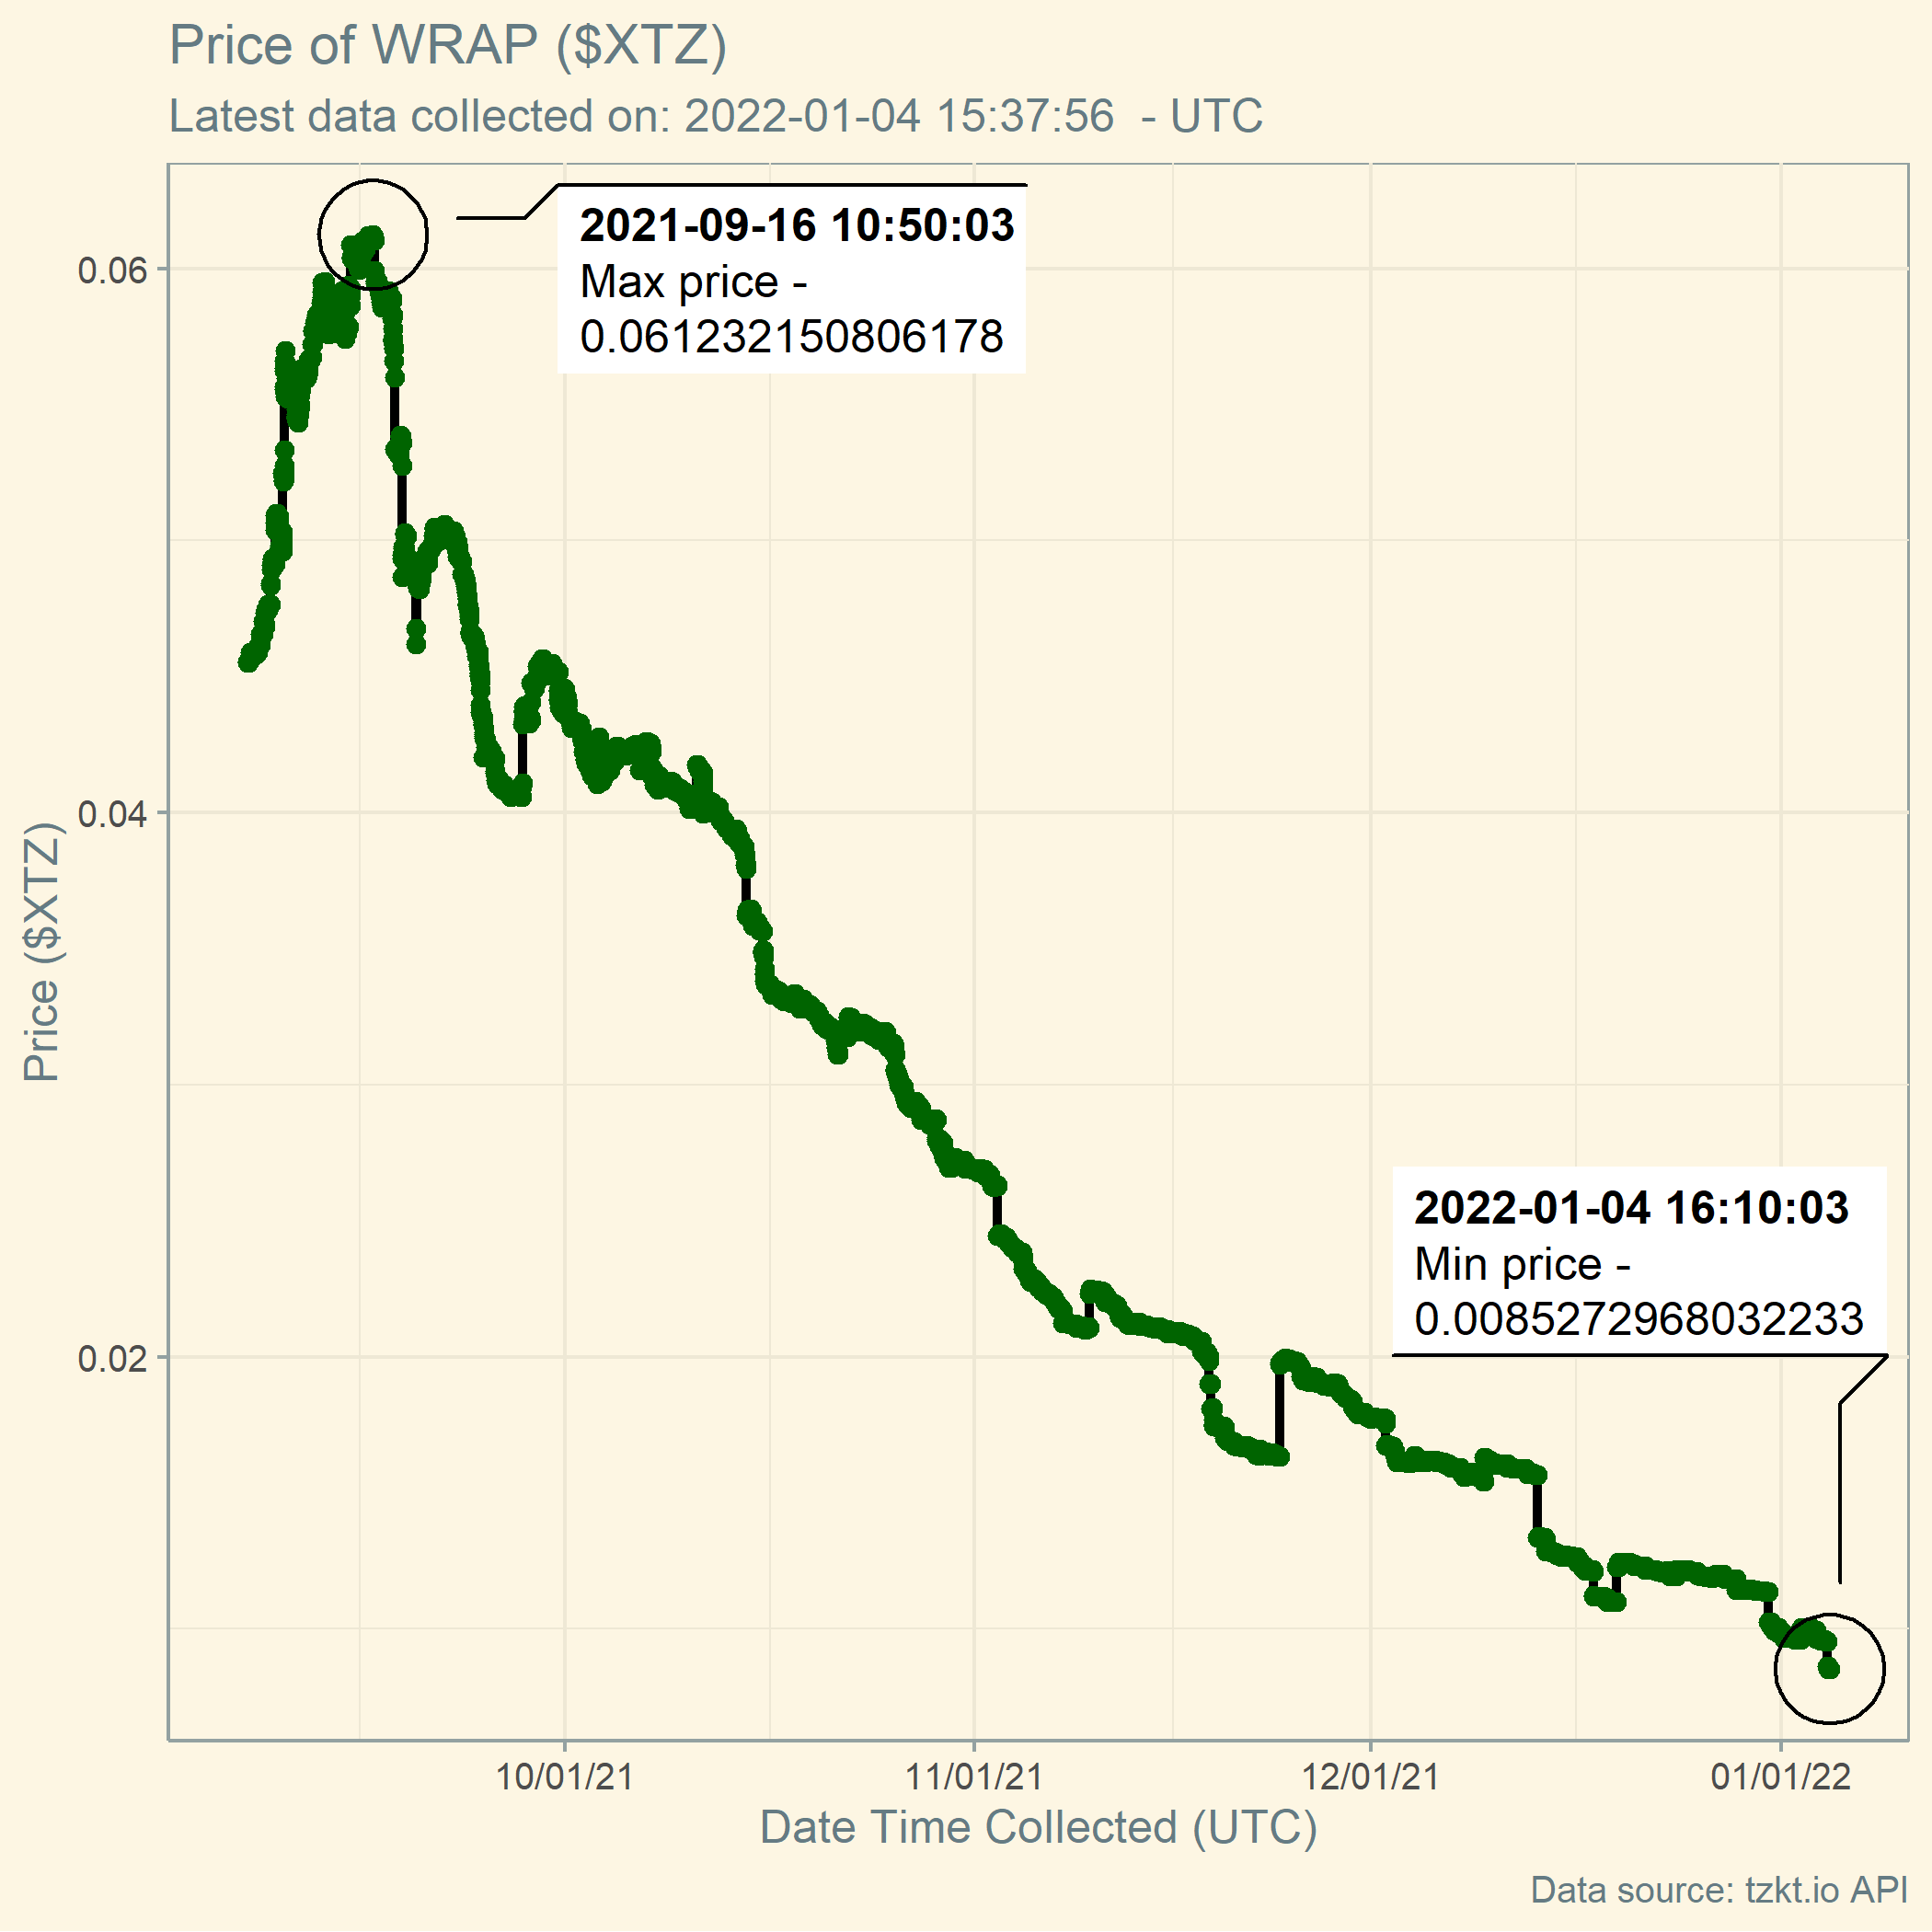 Price of WRAP ($XTZ)
Latest data collected on: 2022-01-04 15:37:56  - UTC
2021-09-16 10:50:03
Max price -
0.061232150806178
0.06
0.04
0.02
Price ($XTZ)
2022-01-04 16:10:03
Min price -
0.0085272968032233
10/01/21
11/01/21
12/01/21
01/01/22
Date Time Collected (UTC)
Data source: tzkt.io API